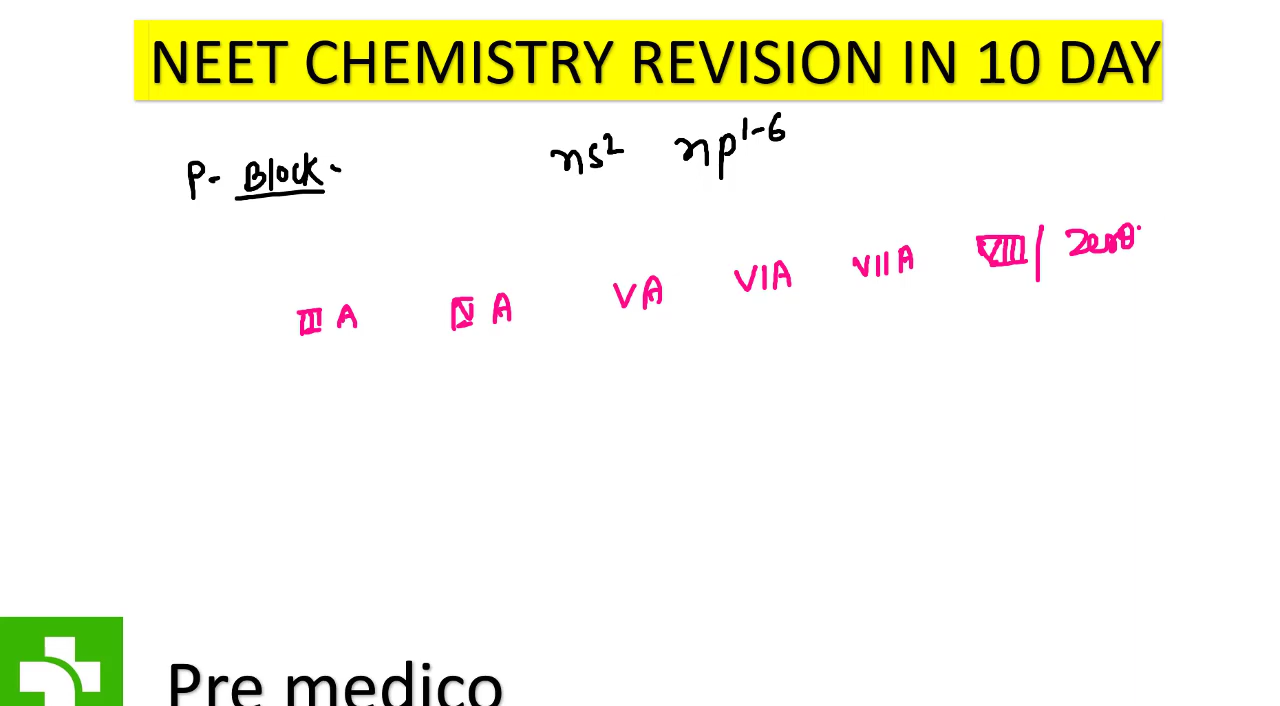 NEET CHEMISTRY REVISION IN 10 DAY
P- Block- ns² np¹⁻⁶
III A IV A VA VIA VIIA VIII / Zero
Pre medico